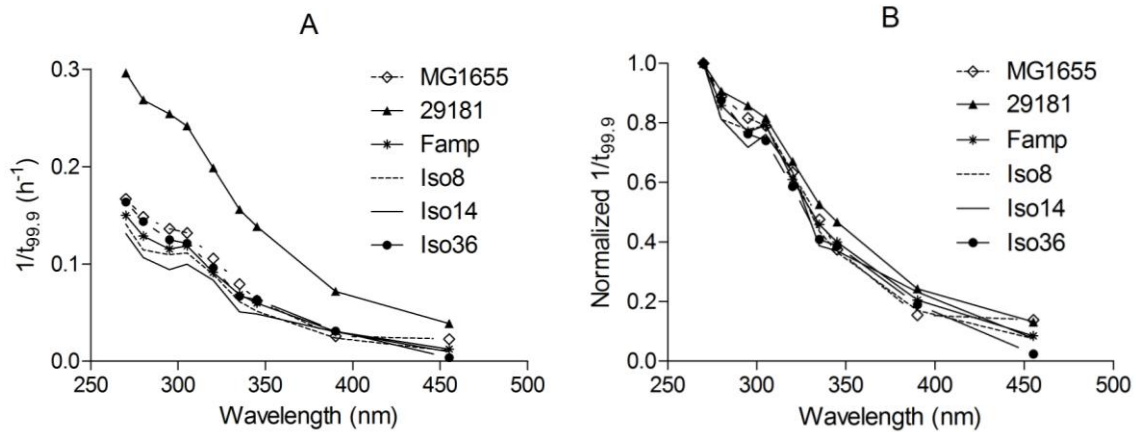 A
1/t99.9 (h-1)
0.3
0.2
0.1
0.0
250 300 350 400 450 500
Wavelength (nm)
MG1655
29181
Famp
Iso8
Iso14
Iso36
B
Normalized 1/t99.9
1.0
0.8
0.6
0.4
0.2
0.0
250 300 350 400 450 500
Wavelength (nm)
MG1655
29181
Famp
Iso8
Iso14
Iso36